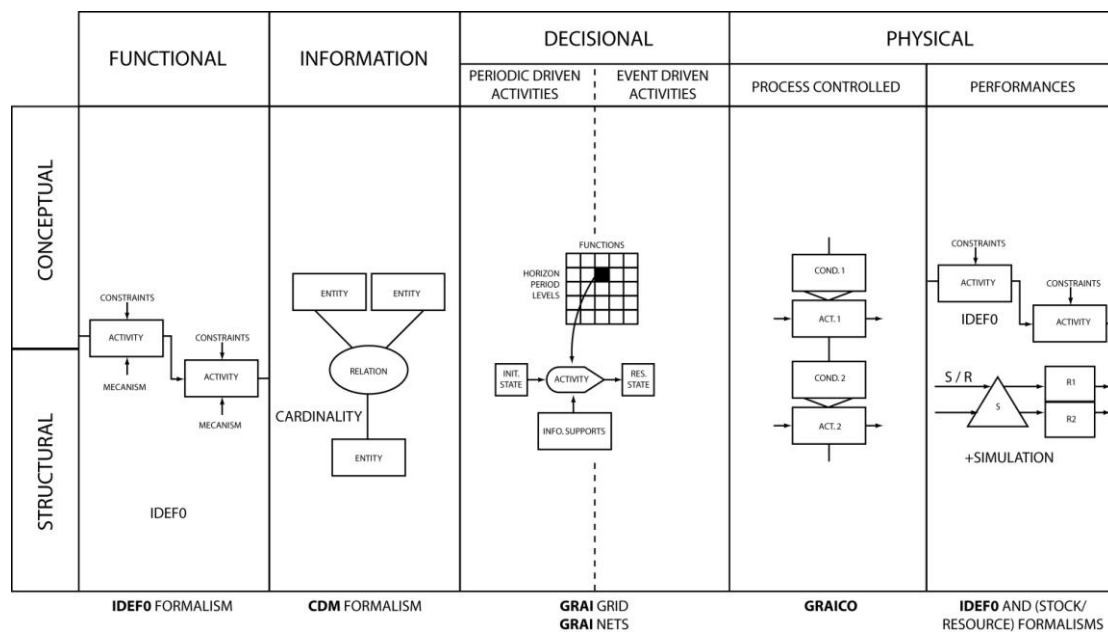 FUNCTIONAL
INFORMATION
DECISIONAL
PHYSICAL
PERIODIC DRIVEN
ACTIVITIES
EVENT DRIVEN
ACTIVITIES
PROCESS CONTROLLED
PERFORMANCES
CONCEPTUAL
STRUCTURAL
CONSTRAINTS
ACTIVITY
MECANISM
CONSTRAINTS
ACTIVITY
MECANISM
IDEF0
ENTITY
ENTITY
RELATION
CARDINALITY
ENTITY
FUNCTIONS
HORIZON
PERIOD
LEVELS
INIT.
STATE
ACTIVITY
RES.
STATE
INFO. SUPPORTS
COND. 1
ACT. 1
COND. 2
ACT. 2
CONSTRAINTS
ACTIVITY
IDEF0
CONSTRAINTS
ACTIVITY
S / R
S
R1
R2
+SIMULATION
IDEF0 FORMALISM
CDM FORMALISM
GRAI GRID
GRAI NETS
GRAICO
IDEF0 AND (STOCK/
RESOURCE) FORMALISMS